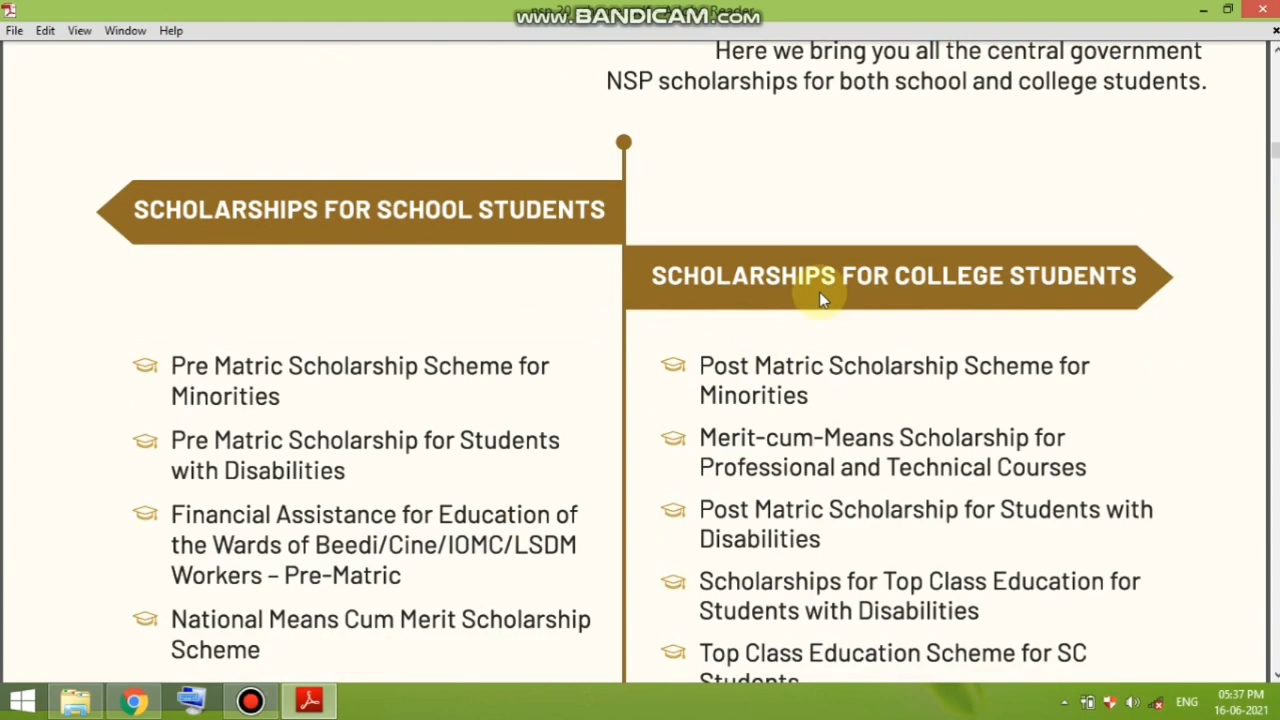 www.BANDICAM.com
File Edit View Window Help
Here we bring you all the central government
NSP scholarships for both school and college students.
SCHOLARSHIPS FOR SCHOOL STUDENTS
SCHOLARSHIPS FOR COLLEGE STUDENTS
Pre Matric Scholarship Scheme for
Minorities
Pre Matric Scholarship for Students
with Disabilities
Financial Assistance for Education of
the Wards of Beedi/Cine/IOMC/LSDM
Workers – Pre-Matric
National Means Cum Merit Scholarship
Scheme
Post Matric Scholarship Scheme for
Minorities
Merit-cum-Means Scholarship for
Professional and Technical Courses
Post Matric Scholarship for Students with
Disabilities
Scholarships for Top Class Education for
Students with Disabilities
Top Class Education Scheme for SC
Students
ENG
05:37 PM
16-06-2021